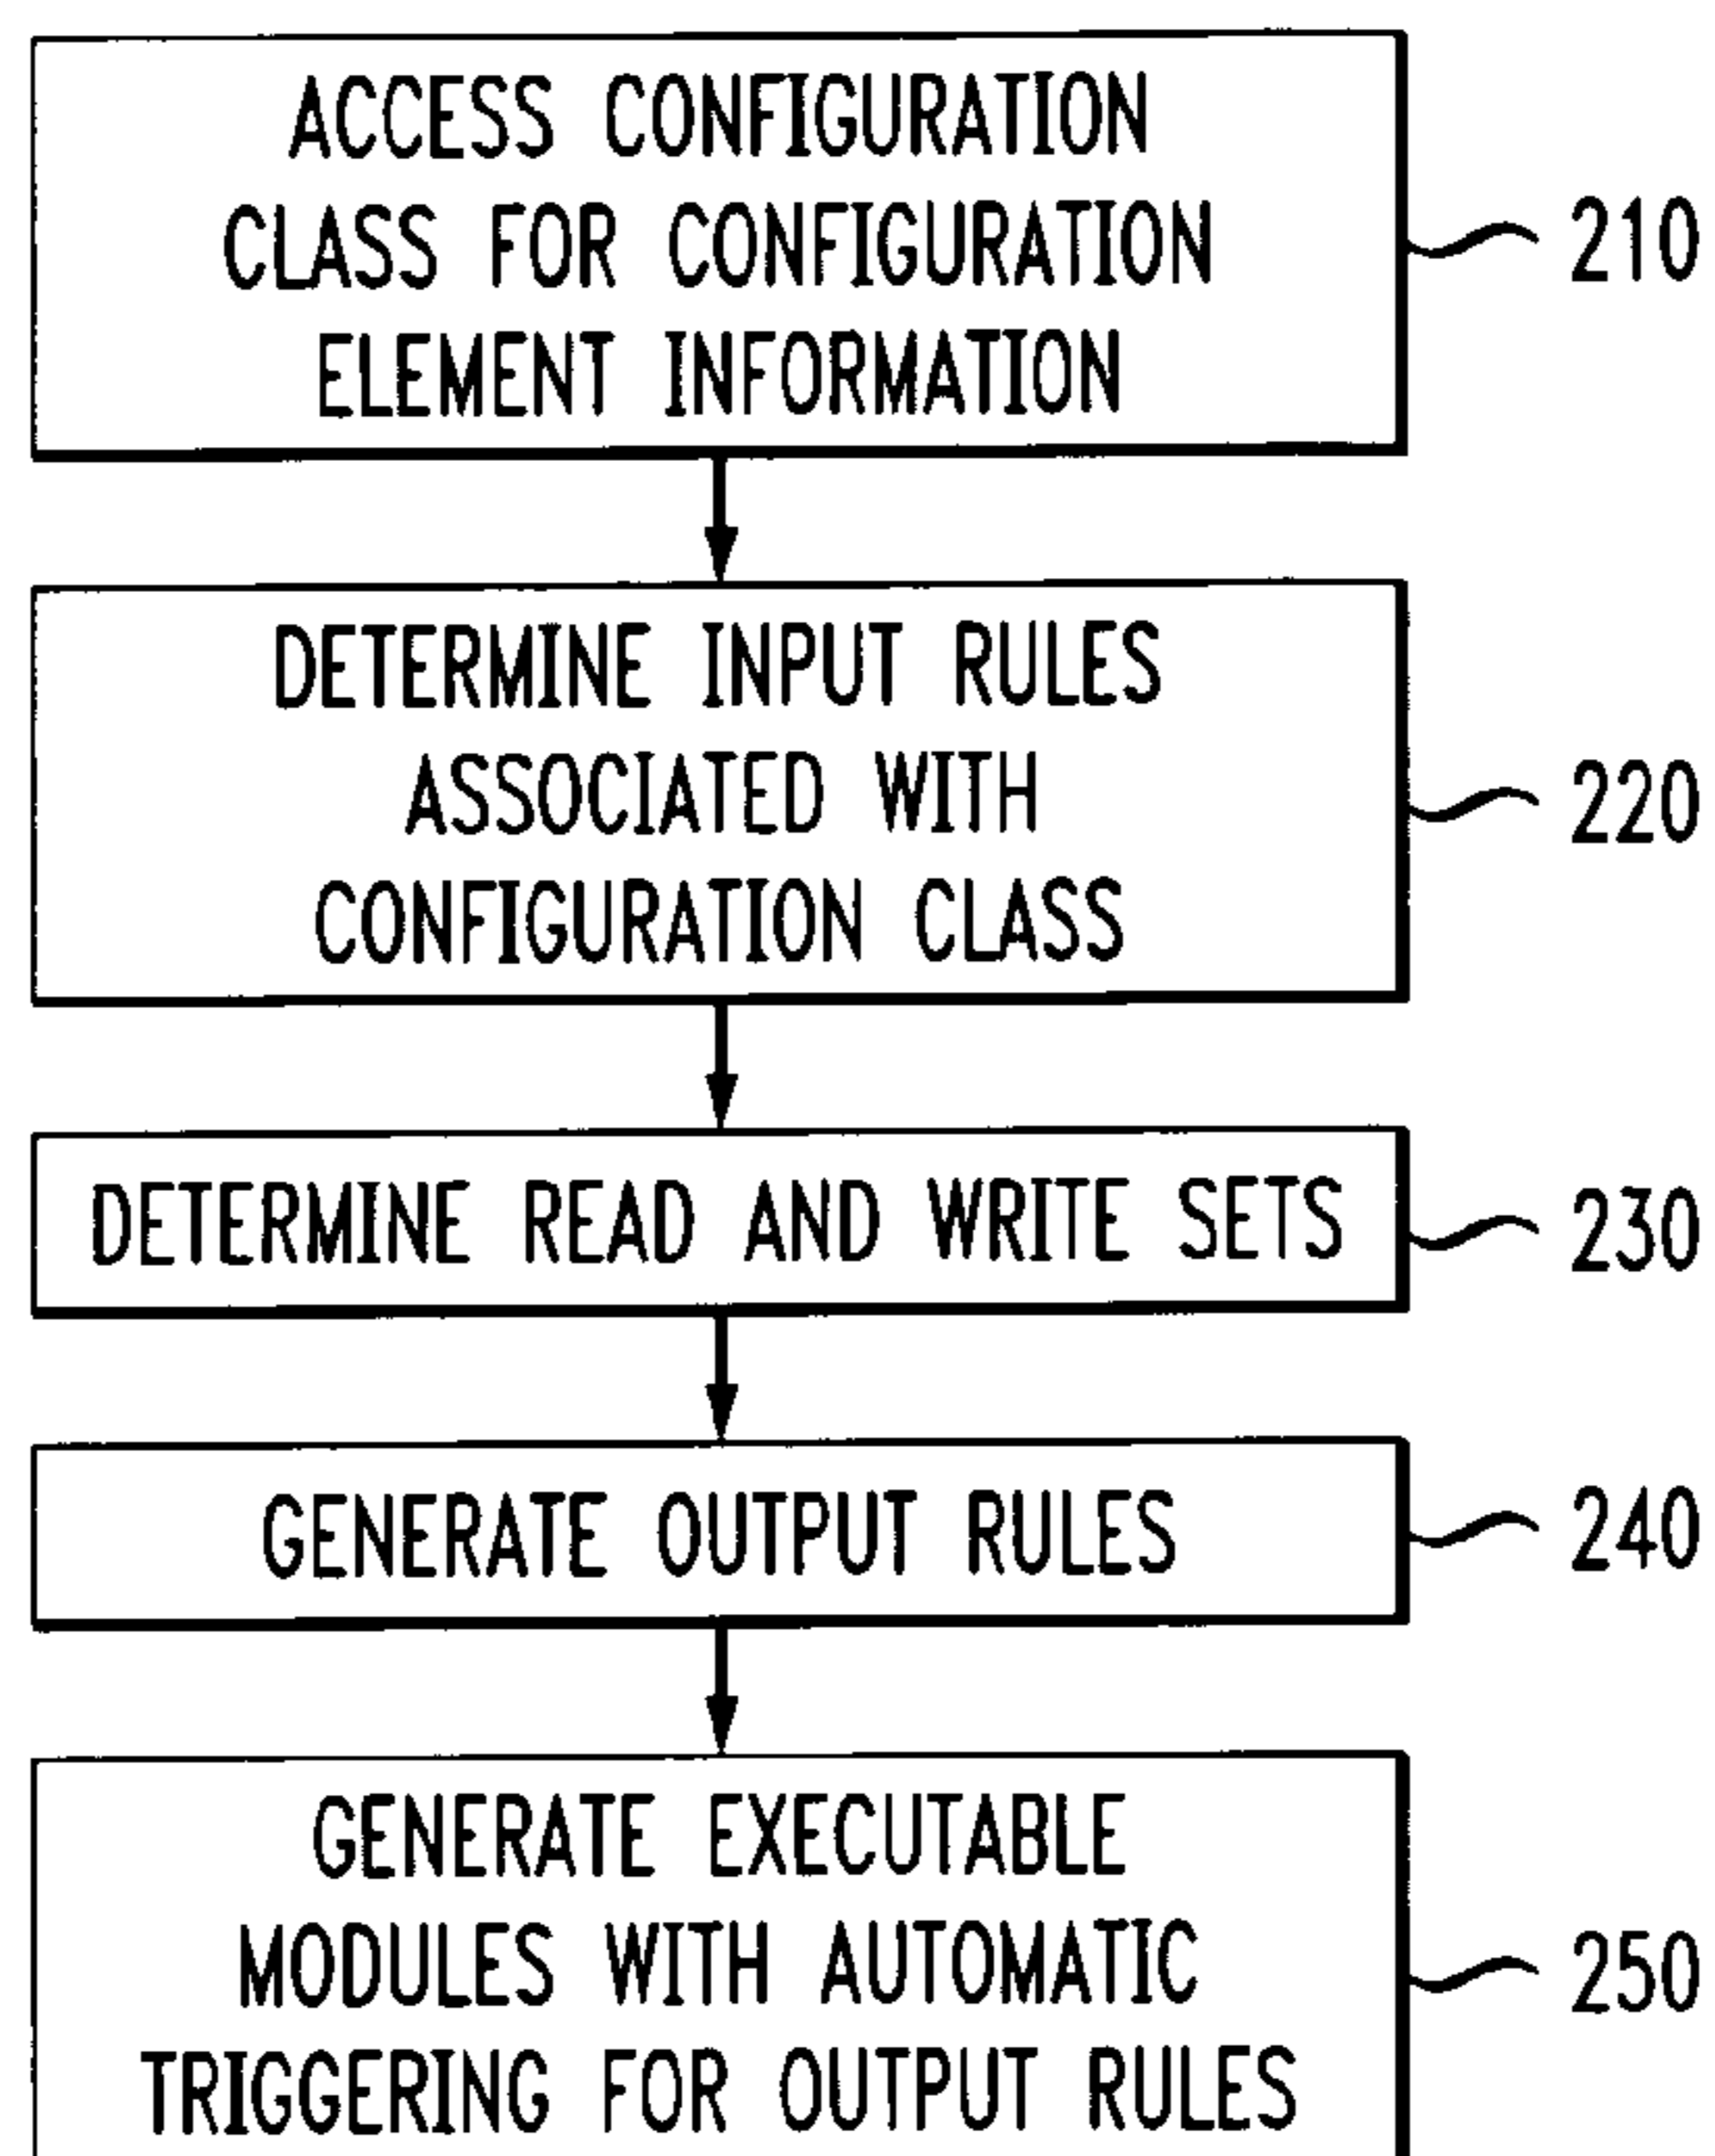 ACCESS CONFIGURATION
CLASS FOR CONFIGURATION
ELEMENT INFORMATION
210
DETERMINE INPUT RULES
ASSOCIATED WITH
CONFIGURATION CLASS
220
DETERMINE READ AND WRITE SETS
230
GENERATE OUTPUT RULES
240
GENERATE EXECUTABLE
MODULES WITH AUTOMATIC
TRIGGERING FOR OUTPUT RULES
250